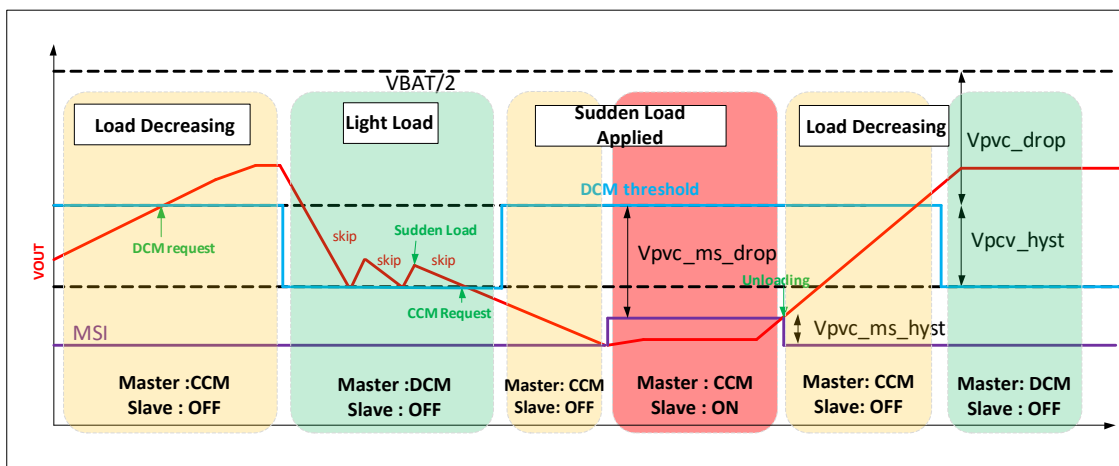 VBAT/2
Load Decreasing
Light Load
Sudden Load
Applied
Load Decreasing
Vpvc_drop
DCM threshold
DCM request
skip
skip
skip
Sudden Load
CCM Request
Vpvc_ms_drop
Unloading
Vpcv_hyst
VOUT
MSI
Vpvc_ms_hyst
Master :CCM
Slave : OFF
Master :DCM
Slave : OFF
Master: CCM
Slave: OFF
Master : CCM
Slave : ON
Master: CCM
Slave: OFF
Master: DCM
Slave : OFF